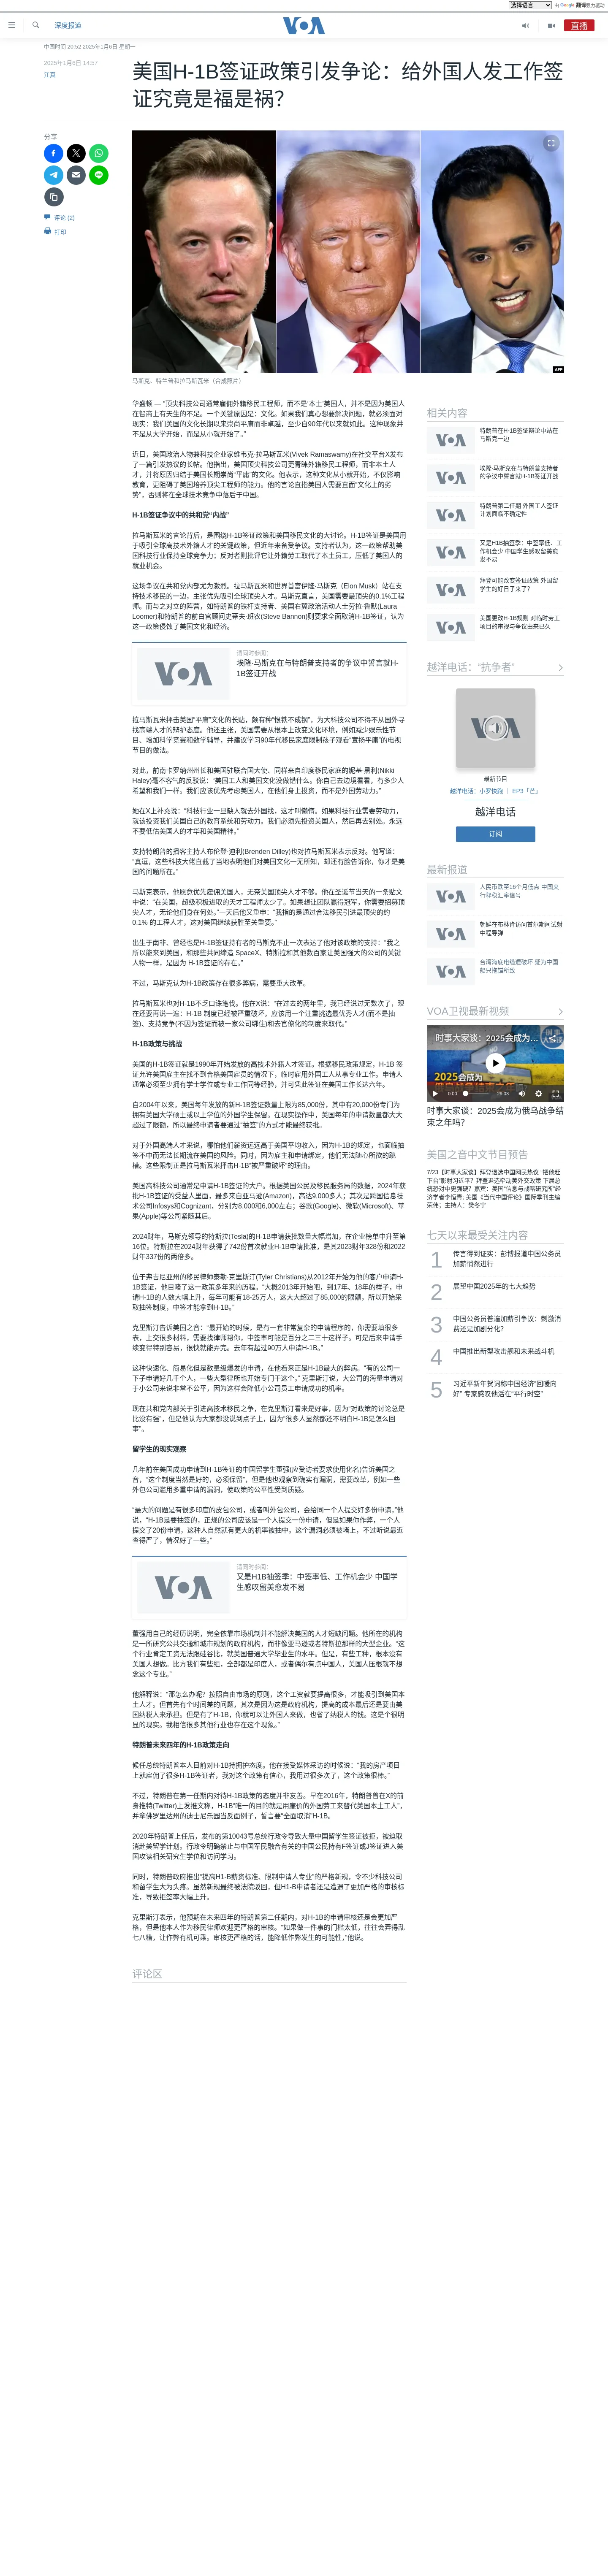 选择语言
由 Google 翻译强力驱动
深度报道
VOA
直播
中国时间 20:52 2025年1月6日 星期一
2025年1月6日 14:57
江真
美国H-1B签证政策引发争论：给外国人发工作签
证究竟是福是祸？
分享
评论 (2)
打印
AFP
马斯克、特兰普和拉马斯瓦米（合成照片）
华盛顿 — “顶尖科技公司通常雇佣外籍移民工程师，而不是‘本土’美国人，并不是因为美国人
在智商上有天生的不足。一个关键原因是：文化。如果我们真心想要解决问题，就必须面对
现实：我们美国的文化长期以来崇尚平庸而非卓越，至少自90年代以来就如此。这种现象并
不是从大学开始，而是从小就开始了。”
近日，美国政治人物兼科技企业家维韦克·拉马斯瓦米(Vivek Ramaswamy)在社交平台X发布
了一篇引发热议的长帖。他指出，美国顶尖科技公司更青睐外籍移民工程师，而非本土人
才，并将原因归结于美国长期崇尚“平庸”的文化。他表示，这种文化从小就开始，不仅影响
教育，更阻碍了美国培养顶尖工程师的能力。他的言论直指美国人需要直面“文化上的劣
势”，否则将在全球技术竞争中落后于中国。
H-1B签证争议中的共和党“内战”
拉马斯瓦米的言论背后，是围绕H-1B签证政策和美国移民文化的大讨论。H-1B签证是美国用
于吸引全球高技术外籍人才的关键政策，但近年来备受争议。支持者认为，这一政策帮助美
国科技行业保持全球竞争力；反对者则批评它让外籍劳工取代了本土员工，压低了美国人的
就业机会。
这场争议在共和党内部尤为激烈。拉马斯瓦米和世界首富伊隆·马斯克（Elon Musk）站在支
持技术移民的一边，主张优先吸引全球顶尖人才。马斯克直言，美国需要最顶尖的0.1%工程
师。而与之对立的阵营，如特朗普的铁杆支持者、美国右翼政治活动人士劳拉·鲁默(Laura
Loomer)和特朗普的前白宫顾问史蒂夫·班农(Steve Bannon)则要求全面取消H-1B签证，认为
这一政策侵蚀了美国文化和经济。
VOA
请同时参阅：
埃隆·马斯克在与特朗普支持者的争议中誓言就H-
1B签证开战
拉马斯瓦米抨击美国“平庸”文化的长贴，颇有种“恨铁不成钢”，为大科技公司不得不从国外寻
找高端人才的辩护态度。他还主张，美国需要从根本上改变文化环境，例如减少娱乐性节
目、增加科学竞赛和数学辅导，并建议学习90年代移民家庭限制孩子观看“宣扬平庸”的电视
节目的做法。
对此，前南卡罗纳州州长和美国驻联合国大使、同样来自印度移民家庭的妮基·黑利(Nikki
Haley)毫不客气的反驳说：“美国工人和美国文化没做错什么。你自己去边境看看，有多少人
希望和我们一样。我们应该优先考虑美国人，在他们身上投资，而不是外国劳动力。”
她在X上补充说：“科技行业一旦缺人就去外国找，这才叫懒惰。如果科技行业需要劳动力，
就该投资我们美国自己的教育系统和劳动力。我们必须先投资美国人，然后再去别处。永远
不要低估美国人的才华和美国精神。”
支持特朗普的播客主持人布伦登·迪利(Brenden Dilley)也对拉马斯瓦米表示反对。他写道：
“真逗，这些科技大佬直截了当地表明他们对美国文化一无所知，却还有脸告诉你，你才是美
国的问题所在。”
马斯克表示，他愿意优先雇佣美国人，无奈美国顶尖人才不够。他在圣诞节当天的一条贴文
中说：“在美国，超级积极进取的天才工程师太少了。如果想让团队赢得冠军，你需要招募顶
尖人才，无论他们身在何处。”一天后他又重申：“我指的是通过合法移民引进最顶尖的约
0.1% 的工程人才，这对美国继续获胜至关重要。”
出生于南非、曾经也是H-1B签证持有者的马斯克不止一次表达了他对该政策的支持：“我之
所以能来到美国，和那些共同缔造 SpaceX、特斯拉和其他数百家让美国强大的公司的关键
人物一样，是因为 H-1B签证的存在。”
不过，马斯克认为H-1B政策存在很多弊病，需要重大改革。
拉马斯瓦米也对H-1B不乏口诛笔伐。他在X说：“在过去的两年里，我已经说过无数次了，现
在还要再说一遍：H-1B 制度已经被严重破坏，应该用一个注重挑选最优秀人才(而不是抽
签)、支持竞争(不因为签证而被一家公司绑住)和去官僚化的制度来取代。”
H-1B政策与挑战
美国的H-1B签证就是1990年开始发放的高技术外籍人才签证。根据移民政策规定，H-1B 签
证允许美国雇主在找不到合格美国雇员的情况下，临时雇用外国工人从事专业工作。申请人
通常必须至少拥有学士学位或专业工作同等经验，并可凭此签证在美国工作长达六年。
自2004年以来，美国每年发放的新H-1B签证数量上限为85,000份，其中有20,000份专门为
拥有美国大学硕士或以上学位的外国学生保留。在现实操作中，美国每年的申请数量都大大
超过了限额，所以最终申请者要通过“抽签”的方式才能最终获批。
对于外国高端人才来说，哪怕他们薪资远远高于美国平均收入，因为H-1B的规定，也面临抽
签不中而无法长期流在美国的风险。同时，因为雇主和申请绑定，他们无法随心所欲的跳
槽。这些限制正是拉马斯瓦米抨击H-1B“被严重破坏”的理由。
美国高科技公司通常是申请H-1B签证的大户。根据美国公民及移民服务局的数据，2024年获
批H-1B签证的受益人里面，最多来自亚马逊(Amazon)，高达9,000多人；其次是跨国信息技
术公司Infosys和Cognizant，分别为8,000和6,000左右；谷歌(Google)、微软(Microsoft)、苹
果(Apple)等公司紧随其后。
2024财年，马斯克领导的特斯拉(Tesla)的H-1B申请获批数量大幅增加，在企业榜单中升至第
16位。特斯拉在2024财年获得了742份首次就业H-1B申请批准，是其2023财年328份和2022
财年337份的两倍多。
位于弗吉尼亚州的移民律师泰勒·克里斯汀(Tyler Christians)从2012年开始为他的客户申请H-
1B签证，他目睹了这一政策多年来的历程。“大概2013年开始吧，到17年、18年的样子，申
请H-1B的人数大幅上升，每年可能有18-25万人，这大大超过了85,000的限额，所以开始采
取抽签制度，中签才能拿到H-1B。”
克里斯汀告诉美国之音：“最开始的时候，是有一套非常复杂的申请程序的，你需要填很多
表，上交很多材料，需要找律师帮你，中签率可能是百分之二三十这样子。可是后来申请手
续变得特别容易，很快就能弄完。去年有超过90万人申请H-1B。”
这种快速化、简易化但是数量级爆发的申请，在他看来正是H-1B最大的弊病。“有的公司一
下子申请好几千个人，一些大型律所也开始专门干这个。” 克里斯汀说，大公司的海量申请对
于小公司来说非常不公平，因为这样会降低小公司员工申请成功的机率。
现在共和党内部关于引进高技术移民之争，在克里斯汀看来是好事，因为“对政策的讨论总是
比没有强”，但是他认为大家都没说到点子上，因为“很多人显然都还不明白H-1B是怎么回
事”。
留学生的现实观察
几年前在美国成功申请到H-1B签证的中国留学生董强(应受访者要求使用化名)告诉美国之
音，“这个制度当然是好的，必须保留”，但是他也观察到确实有漏洞，需要改革，例如一些
外包公司滥用多重申请的漏洞，使政策的公平性受到质疑。
“最大的问题是有很多印度的皮包公司，或者叫外包公司，会给同一个人提交好多份申请，”他
说，“H-1B是要抽签的，正规的公司应该是一个人提交一份申请，但是如果你作弊，一个人
提交了20份申请，这种人自然就有更大的机率被抽中。这个漏洞必须被堵上，不过听说最近
查得严了，情况好了一些。”
VOA
请同时参阅：
又是H1B抽签季：中签率低、工作机会少 中国学
生感叹留美愈发不易
董强用自己的经历说明，完全依靠市场机制并不能解决美国的人才短缺问题。他所在的机构
是一所研究公共交通和城市规划的政府机构，而非像亚马逊或者特斯拉那样的大型企业。“这
个行业肯定工资无法跟硅谷比，就美国普通大学毕业生的水平。但是，有些工种，根本没有
美国人想做。比方我们有些组，全部都是印度人，或者偶尔有点中国人，美国人压根就不想
念这个专业。”
他解释说：“那怎么办呢？按照自由市场的原则，这个工资就要提高很多，才能吸引到美国本
土人才。但首先有个时间差的问题，其次是因为这是政府机构，提高的成本最后还是要由美
国纳税人来承担。但是有了H-1B，你就可以让外国人来做，也省了纳税人的钱。这是个很明
显的现实。我相信很多其他行业也存在这个现象。”
特朗普未来四年的H-1B政策走向
候任总统特朗普本人目前对H-1B持拥护态度。他在接受媒体采访的时候说：“我的房产项目
上就雇佣了很多H-1B签证者，我对这个政策有信心，我用过很多次了，这个政策很棒。”
不过，特朗普在第一任期内对待H-1B政策的态度并非友善。早在2016年，特朗普曾在X的前
身推特(Twitter)上发推文称，H-1B“唯一的目的就是用廉价的外国劳工来替代美国本土工人”，
并拿佛罗里达州的迪士尼乐园当反面例子，誓言要“全面取消”H-1B。
2020年特朗普上任后，发布的第10043号总统行政令导致大量中国留学生签证被拒，被迫取
消赴美留学计划。行政令明确禁止与中国军民融合有关的中国公民持有F签证或J签证进入美
国攻读相关研究生学位和访问学习。
同时，特朗普政府推出“提高H1-B薪资标准、限制申请人专业”的严格新规，令不少科技公司
和留学生大为头疼。虽然新规最终被法院驳回，但H1-B申请者还是遭遇了更加严格的审核标
准，导致拒签率大幅上升。
克里斯汀表示，他预期在未来四年的特朗普第二任期内，对H-1B的申请审核还是会更加严
格，但是他本人作为移民律师欢迎更严格的审核。“如果做一件事的门槛太低，往往会弄得乱
七八糟，让作弊有机可乘。审核更严格的话，能降低作弊发生的可能性，”他说。
评论区
相关内容
VOA
特朗普在H-1B签证辩论中站在
马斯克一边
VOA
埃隆·马斯克在与特朗普支持者
的争议中誓言就H-1B签证开战
VOA
特朗普第二任期 外国工人签证
计划面临不确定性
VOA
又是H1B抽签季：中签率低、工
作机会少 中国学生感叹留美愈
发不易
VOA
拜登可能改变签证政策 外国留
学生的好日子来了？
VOA
美国更改H-1B规则 对临时劳工
项目的审视与争议由来已久
越洋电话：“抗争者”
VOA
最新节目
越洋电话：小罗快跑 ｜ EP3「芒」
越洋电话
订阅
最新报道
VOA
人民币跌至16个月低点 中国央
行释稳汇率信号
VOA
朝鲜在布林肯访问首尔期间试射
中程导弹
VOA
台湾海底电缆遭破坏 疑为中国
船只拖锚所致
VOA卫视最新视频
时事大家谈：2025会成为...
2025会成为
0:00
29:03
时事大家谈：2025会成为俄乌战争结
束之年吗？
美国之音中文节目预告
7/23【时事大家谈】拜登退选中国网民热议 “把他赶
下台”影射习近平？ 拜登退选牵动美外交政策 下届总
统恐对中更强硬？嘉宾：美国“信息与战略研究所”经
济学者李恒青; 美国《当代中国评论》国际季刊主编
荣伟；主持人：樊冬宁
七天以来最受关注内容
1
传言得到证实：彭博报道中国公务员
加薪悄然进行
2
展望中国2025年的七大趋势
3
中国公务员普遍加薪引争议：刺激消
费还是加剧分化？
4
中国推出新型攻击舰和未来战斗机
5
习近平新年贺词称中国经济“回暖向
好” 专家感叹他活在“平行时空”